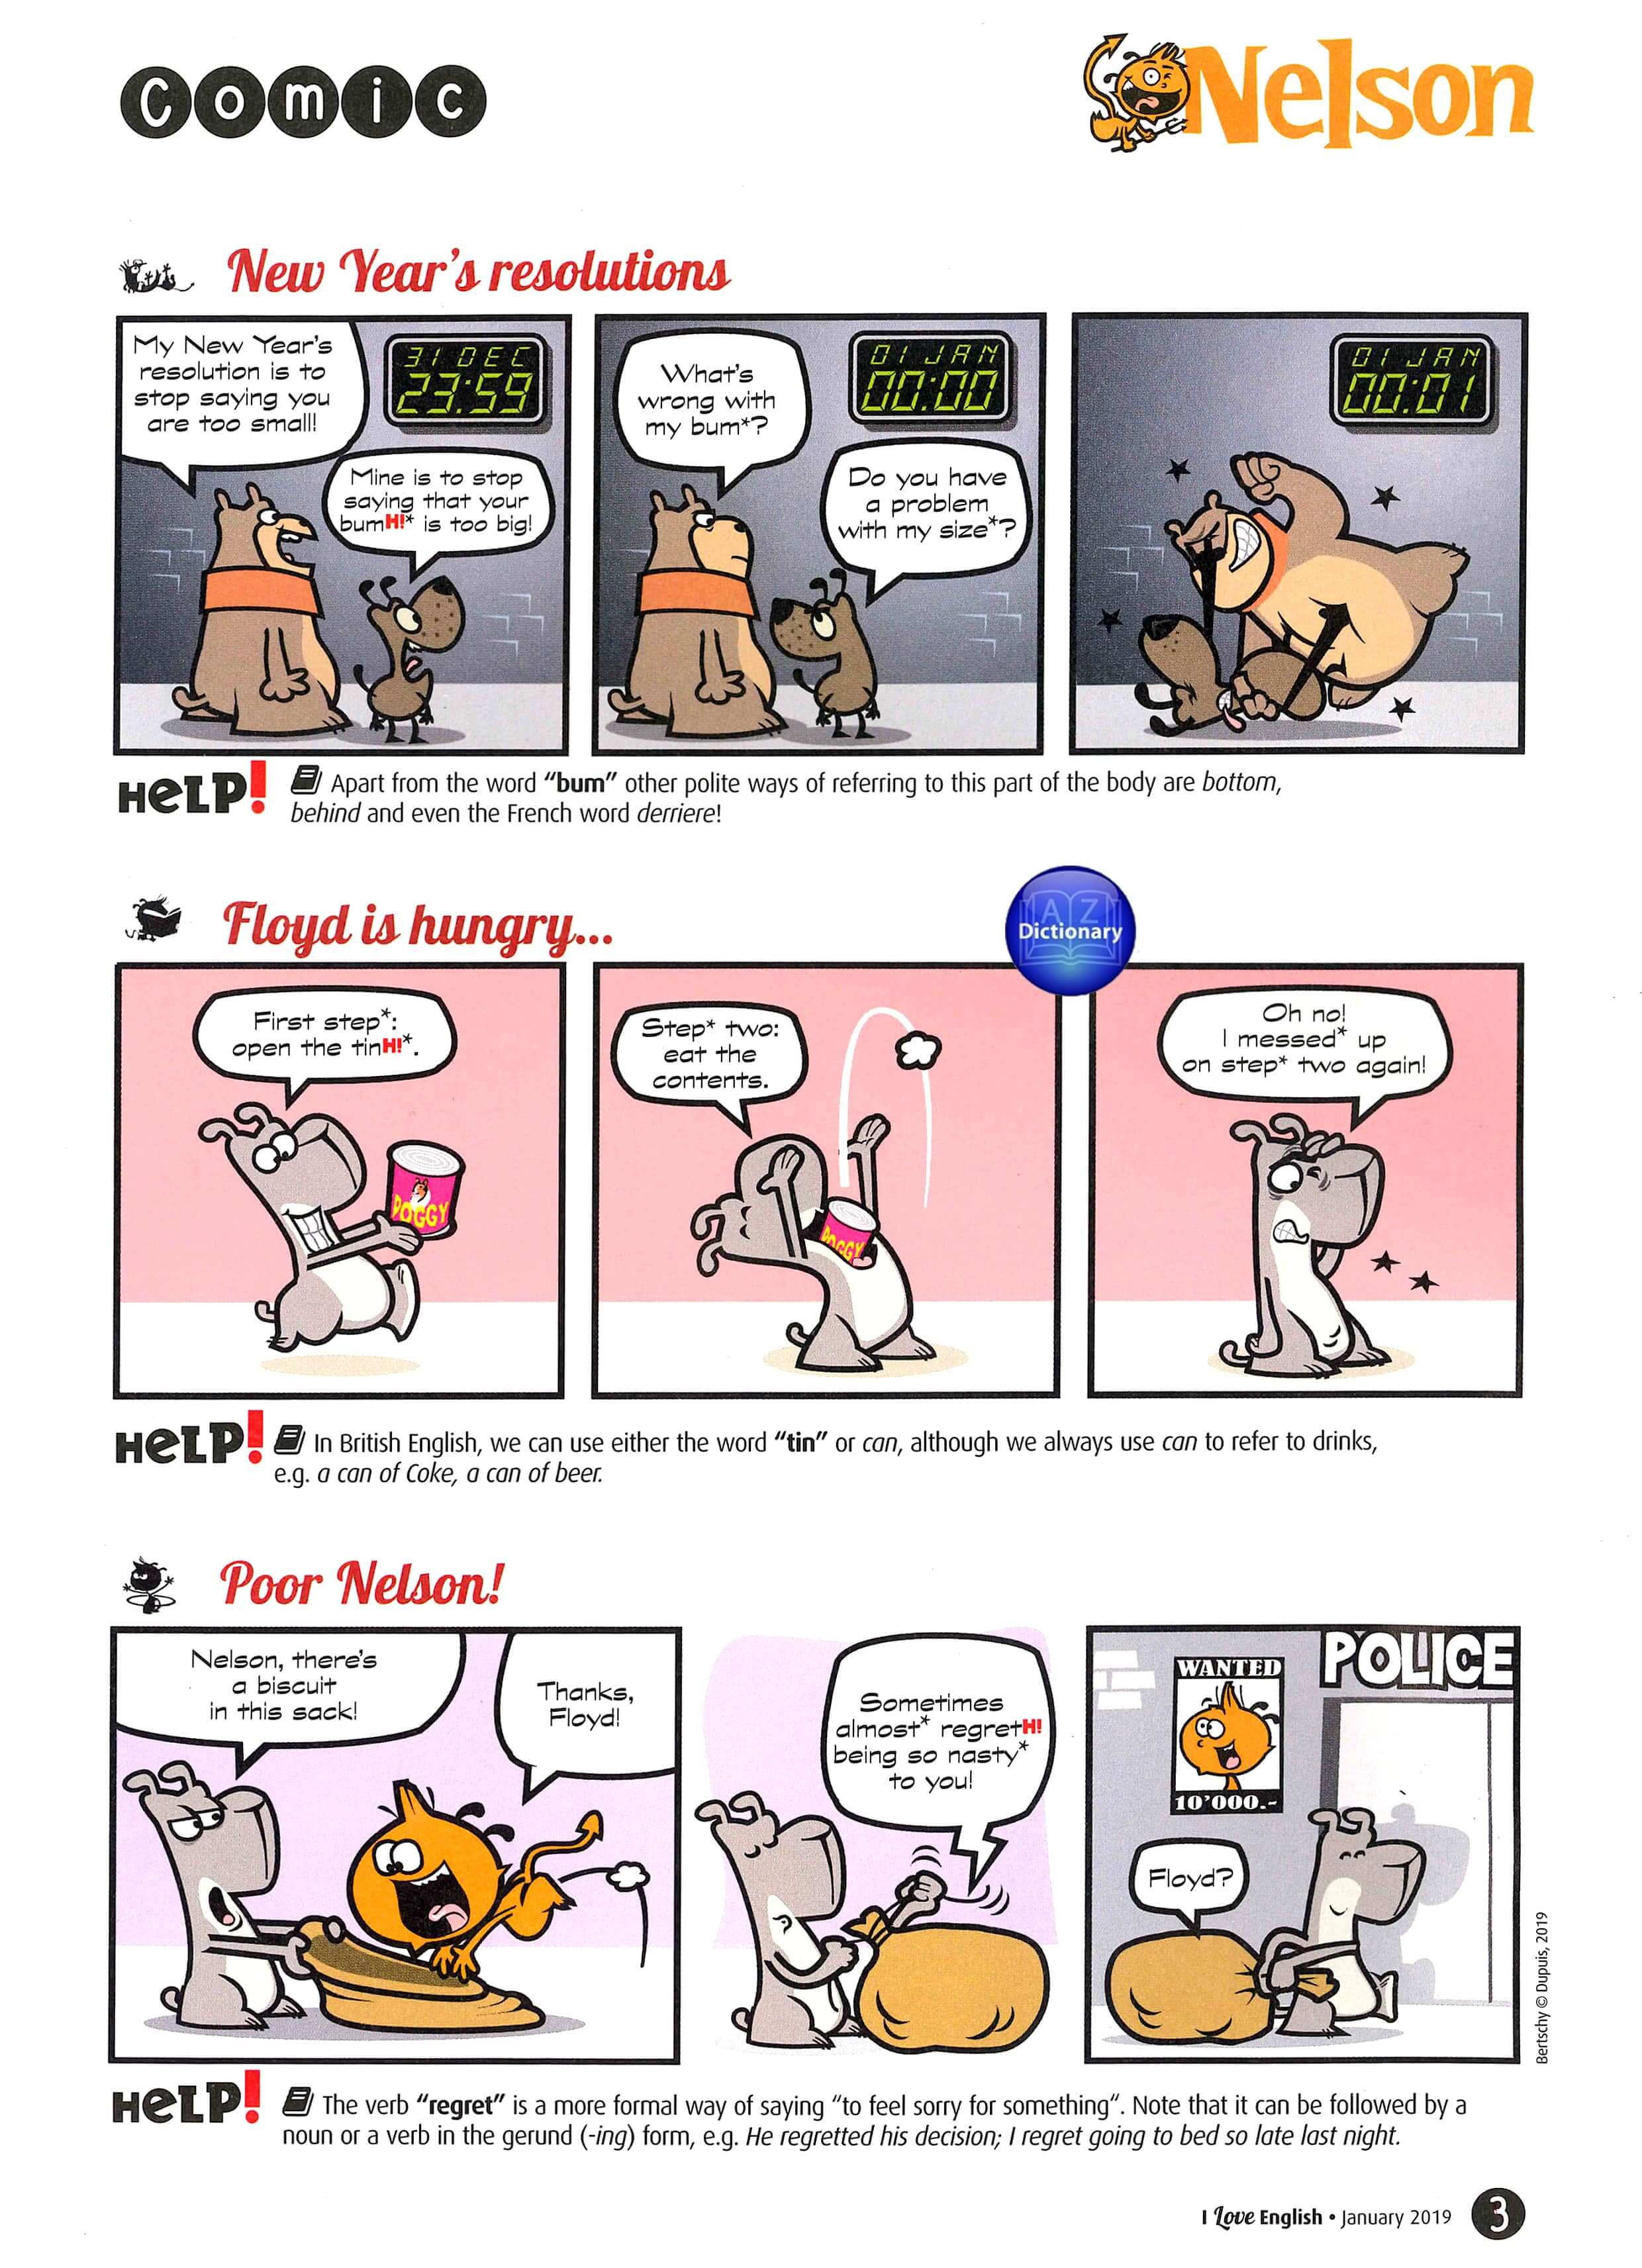 Comic
Nelson
New Year's resolutions
My New Year's
resolution is to
stop saying you
are too small!
31 DEC
23:59
Mine is to stop
saying that your
bumH!* is too big!
What's
wrong with
my bum*?
01 JAN
00:00
Do you have
a problem
with my size*?
01 JAN
00:01
HELP! Apart from the word "bum" other polite ways of referring to this part of the body are bottom,
behind and even the French word derriere!
Floyd is hungry...
A Z
Dictionary
First step*:
open the tinH!*.
DOGGY
Step* two:
eat the
contents.
DOGGY
Oh no!
I messed* up
on step* two again!
HELP! In British English, we can use either the word "tin" or can, although we always use can to refer to drinks,
e.g. a can of Coke, a can of beer.
Poor Nelson!
Nelson, there's
a biscuit
in this sack!
Thanks,
Floyd!
Sometimes
almost* regretH!
being so nasty*
to you!
POLICE
WANTED
10'000.-
Floyd?
Bertschy © Dupuis, 2019
HELP! The verb "regret" is a more formal way of saying "to feel sorry for something". Note that it can be followed by a
noun or a verb in the gerund (-ing) form, e.g. He regretted his decision; I regret going to bed so late last night.
I Love English • January 2019 3